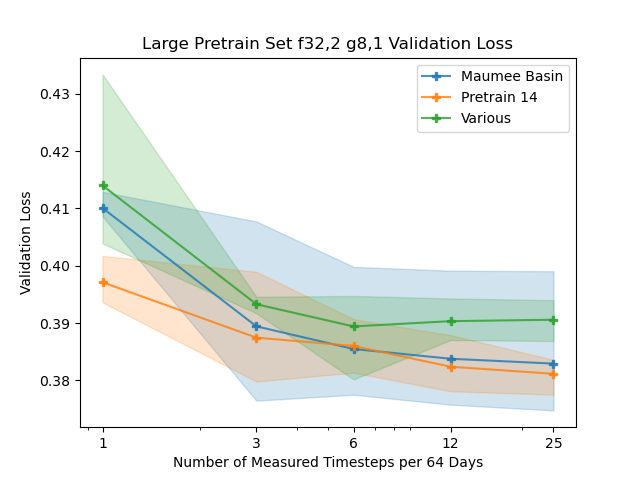 Large Pretrain Set f32,2 g8,1 Validation Loss
Maumee Basin
Pretrain 14
Various
Validation Loss
0.43
0.42
0.41
0.40
0.39
0.38
1 3 6 12 25
Number of Measured Timesteps per 64 Days